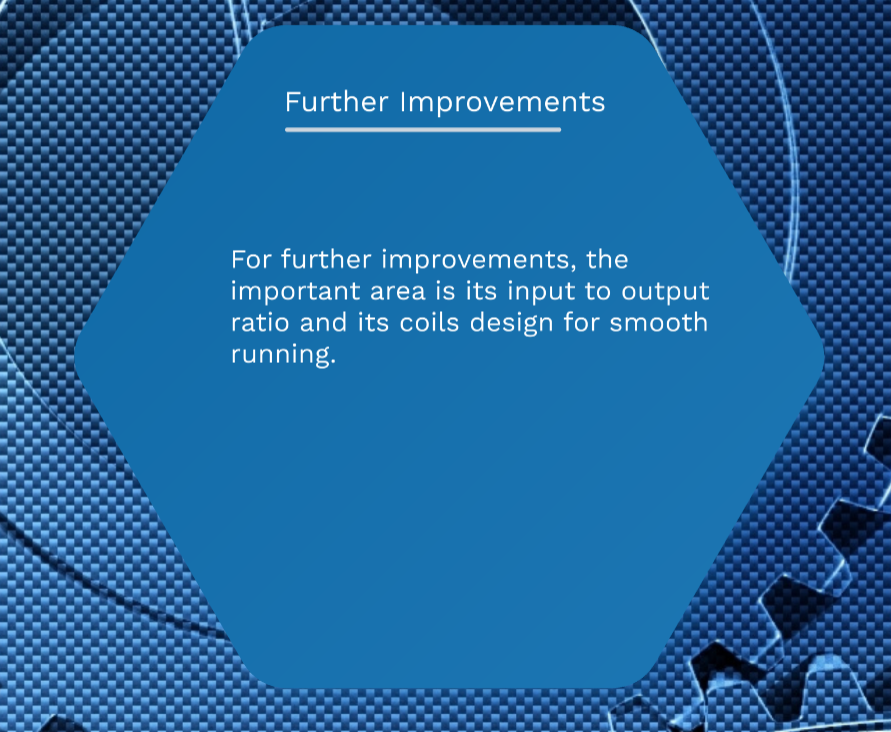 Further Improvements
For further improvements, the
important area is its input to output
ratio and its coils design for smooth
running.